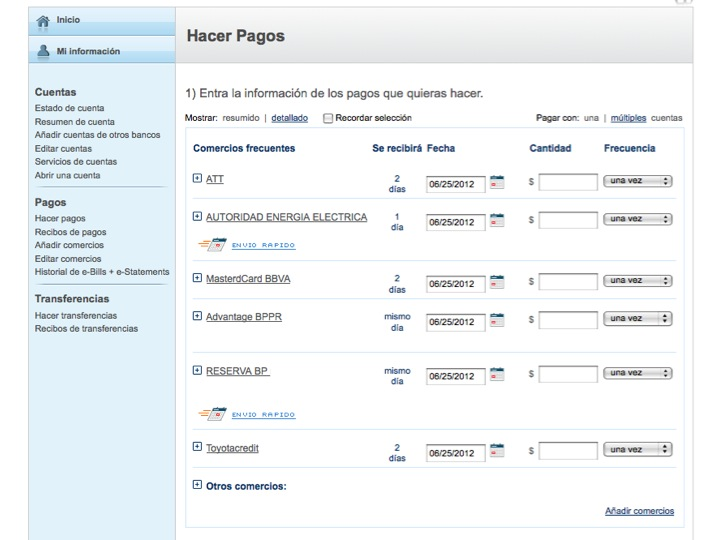 Inicio
Mi información
Cuentas
Estado de cuenta
Resumen de cuenta
Añadir cuentas de otros bancos
Editar cuentas
Servicios de cuentas
Abrir una cuenta
Pagos
Hacer pagos
Recibos de pagos
Añadir comercios
Editar comercios
Historial de e-Bills + e-Statements
Transferencias
Hacer transferencias
Recibos de transferencias
Hacer Pagos
1) Entra la información de los pagos que quieras hacer.
Mostrar: resumido | detallado Recordar selección Pagar con: una | múltiples cuentas
Comercios frecuentes Se recibirá Fecha Cantidad Frecuencia
ATT 2 días 06/25/2012 $ una vez
AUTORIDAD ENERGIA ELECTRICA 1 día 06/25/2012 $ una vez
ENVIO RAPIDO
MasterdCard BBVA 2 días 06/25/2012 $ una vez
Advantage BPPR mismo día 06/25/2012 $ una vez
RESERVA BP mismo día 06/25/2012 $ una vez
ENVIO RAPIDO
Toyotacredit 2 días 06/25/2012 $ una vez
Otros comercios:
Añadir comercios